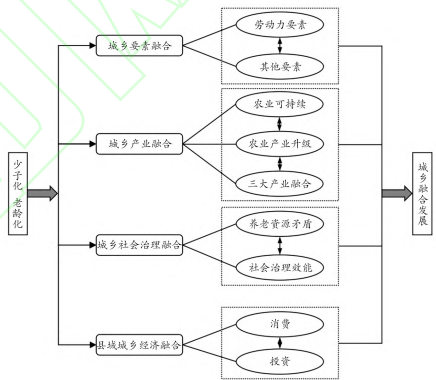 少子化 老龄化
城乡要素融合
劳动力要素
其他要素
城乡产业融合
农业可持续
农业产业升级
三大产业融合
城乡社会治理融合
养老资源矛盾
社会治理效能
县域城乡经济融合
消费
投资
城乡融合发展